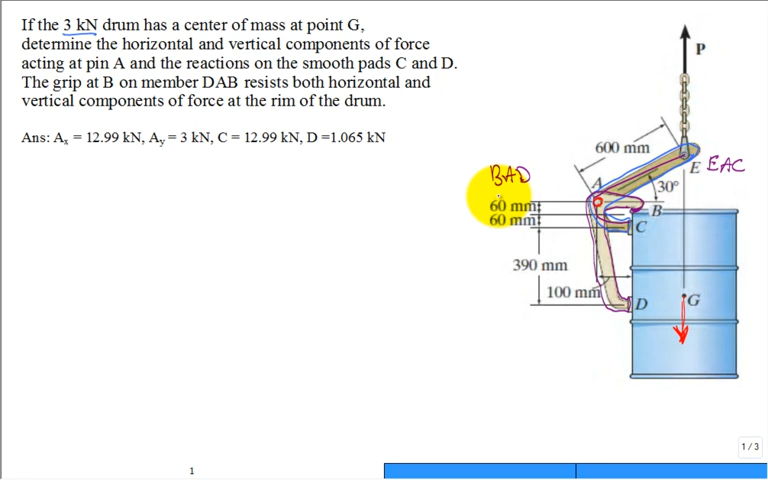 If the 3 kN drum has a center of mass at point G,
determine the horizontal and vertical components of force
acting at pin A and the reactions on the smooth pads C and D.
The grip at B on member DAB resists both horizontal and
vertical components of force at the rim of the drum.
Ans: Ax = 12.99 kN, Ay = 3 kN, C = 12.99 kN, D =1.065 kN
P
600 mm
E EAC
BAD
A
30°
60 mm
B
60 mm
C
390 mm
100 mm
D
G
1 / 3
1